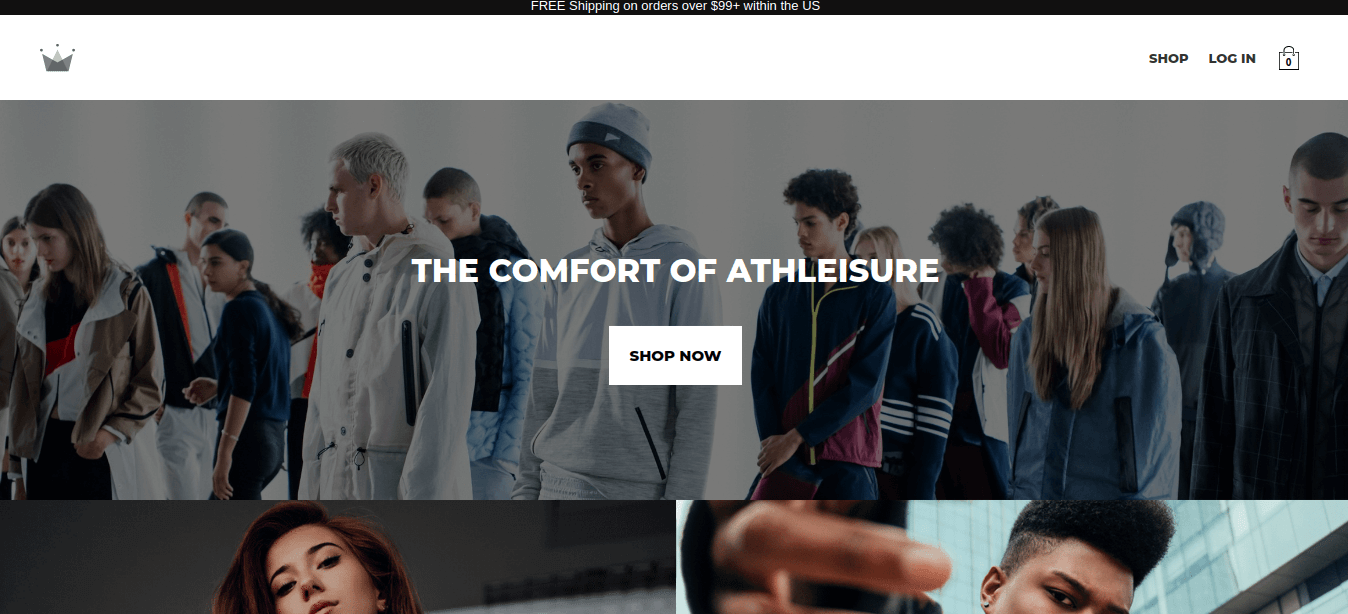 FREE Shipping on orders over $99+ within the US
SHOP LOG IN 0
THE COMFORT OF ATHLEISURE
SHOP NOW